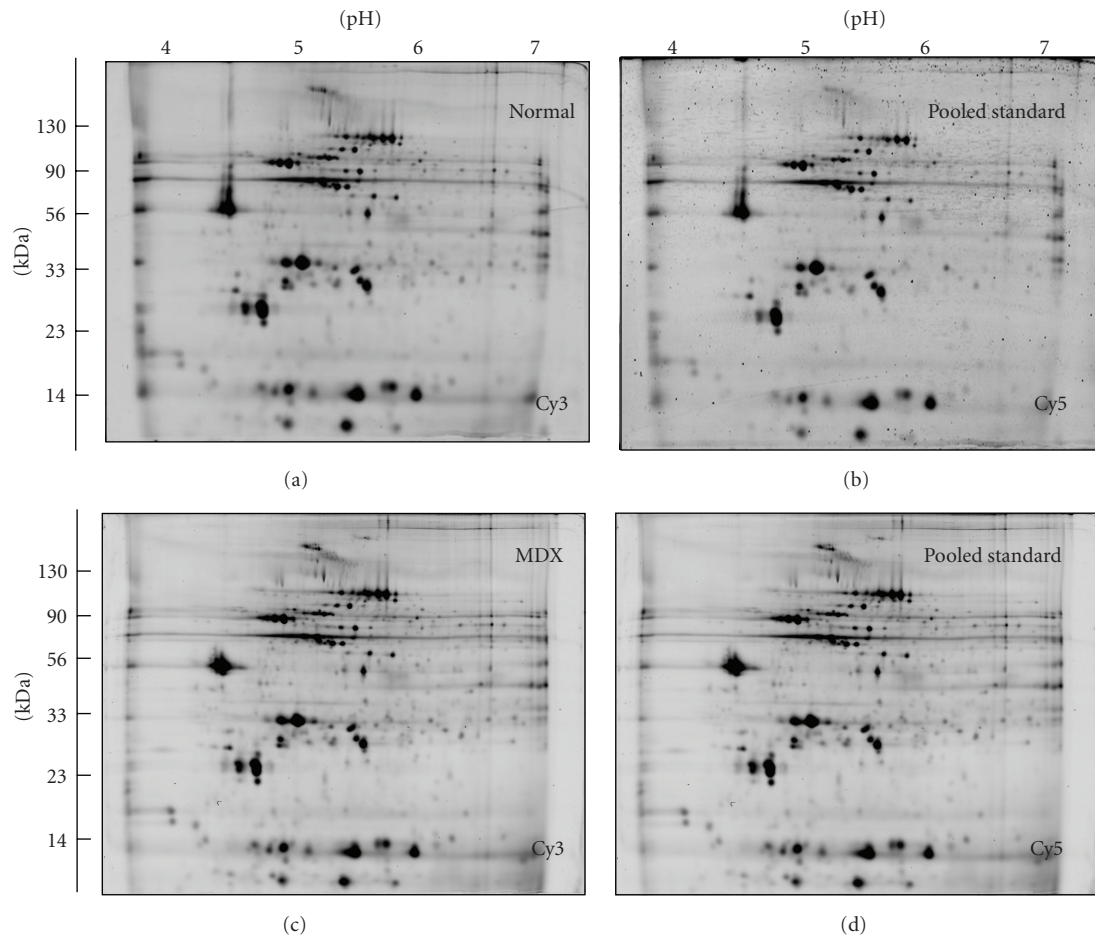 (pH)
(pH)
4 5 6 7
4 5 6 7
130
90
56
33
23
14
(kDa)
Normal
Cy3
Pooled standard
Cy5
(a)
(b)
130
90
56
33
23
14
(kDa)
MDX
Cy3
Pooled standard
Cy5
(c)
(d)